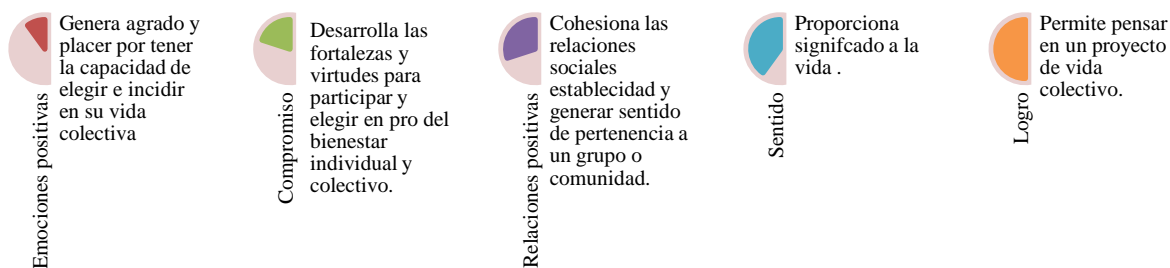 Genera agrado y
placer por tener
la capacidad de
elegir e incidir
en su vida
colectiva
Emociones positivas
Desarrolla las
fortalezas y
virtudes para
participar y
elegir en pro del
bienestar
individual y
colectivo.
Compromiso
Cohesiona las
relaciones
sociales
establecidad y
generar sentido
de pertenencia a
un grupo o
comunidad.
Relaciones positivas
Proporciona
signifcado a la
vida .
Sentido
Permite pensar
en un proyecto
de vida
colectivo.
Logro